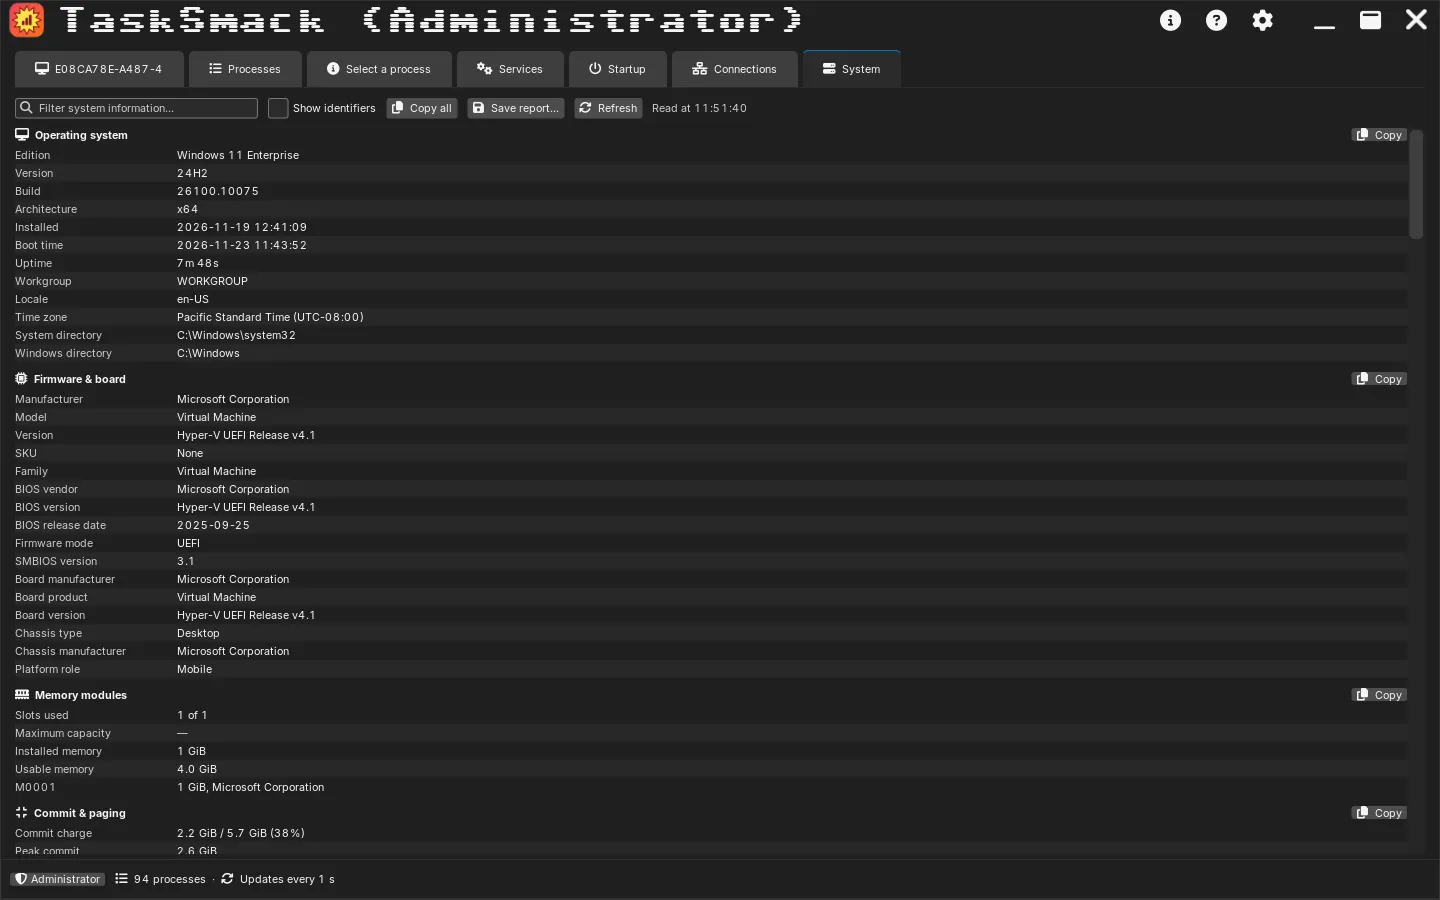 TaskSmack (Administrator)
E08CA78E-A487-4 Processes Select a process Services Startup Connections System
Filter system information... Show identifiers Copy all Save report... Refresh Read at 11:51:40
Operating system Copy
Edition Windows 11 Enterprise
Version 24H2
Build 26100.10075
Architecture x64
Installed 2026-11-19 12:41:09
Boot time 2026-11-23 11:43:52
Uptime 7m 48s
Workgroup WORKGROUP
Locale en-US
Time zone Pacific Standard Time (UTC-08:00)
System directory C:\Windows\system32
Windows directory C:\Windows
Firmware & board Copy
Manufacturer Microsoft Corporation
Model Virtual Machine
Version Hyper-V UEFI Release v4.1
SKU None
Family Virtual Machine
BIOS vendor Microsoft Corporation
BIOS version Hyper-V UEFI Release v4.1
BIOS release date 2025-09-25
Firmware mode UEFI
SMBIOS version 3.1
Board manufacturer Microsoft Corporation
Board product Virtual Machine
Board version Hyper-V UEFI Release v4.1
Chassis type Desktop
Chassis manufacturer Microsoft Corporation
Platform role Mobile
Memory modules Copy
Slots used 1 of 1
Maximum capacity —
Installed memory 1 GiB
Usable memory 4.0 GiB
M0001 1 GiB, Microsoft Corporation
Commit & paging Copy
Commit charge 2.2 GiB / 5.7 GiB (38%)
Peak commit 2.6 GiB
Administrator 94 processes · Updates every 1 s